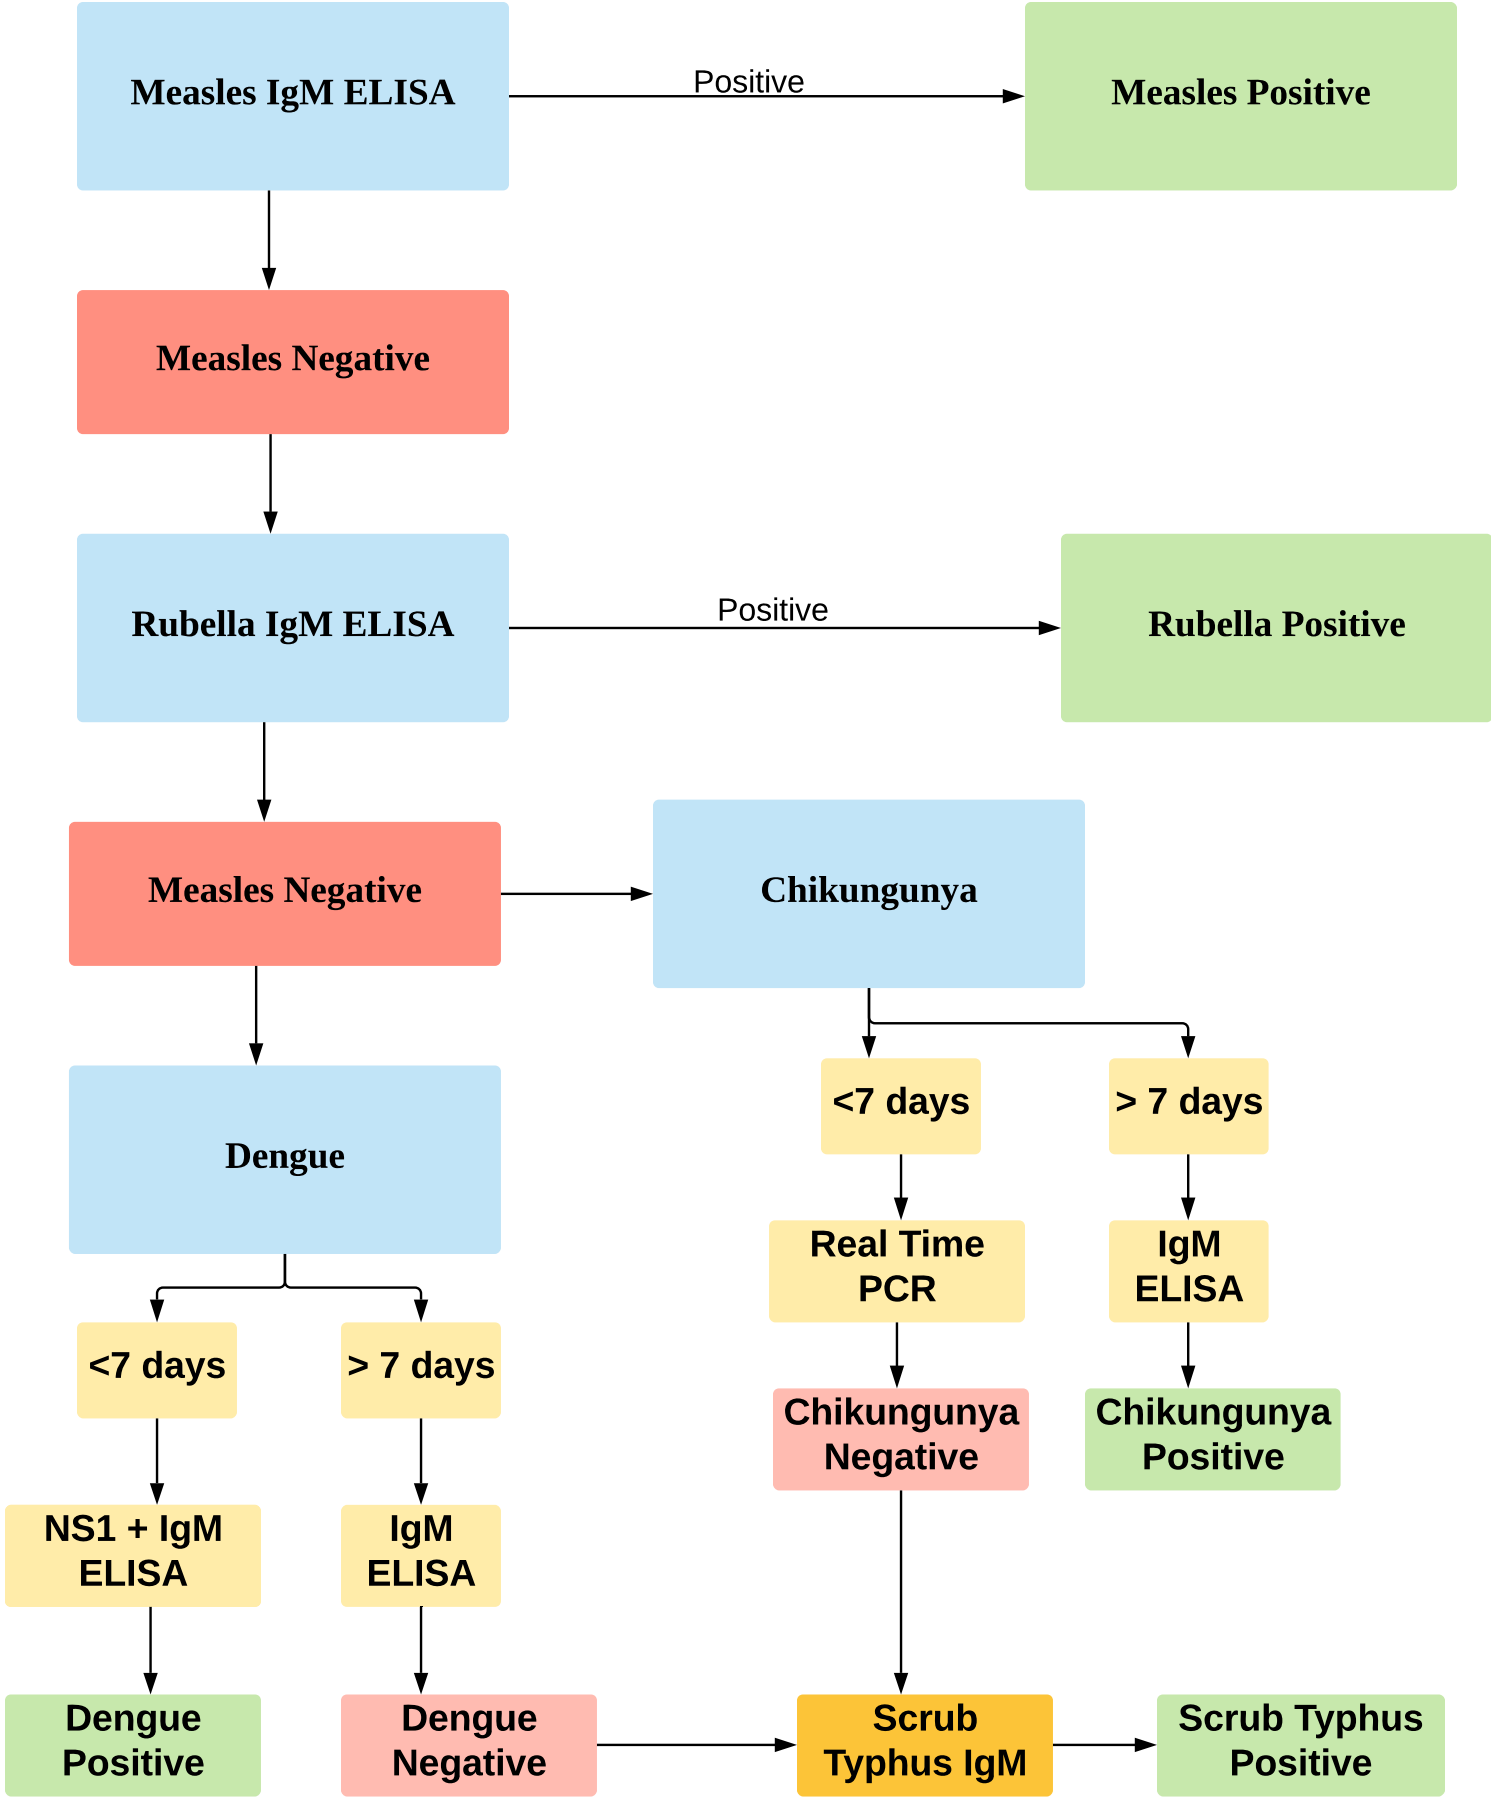 Measles IgM ELISA
Positive
Measles Positive
Measles Negative
Rubella IgM ELISA
Positive
Rubella Positive
Measles Negative
Chikungunya
<7 days
> 7 days
Dengue
Real Time
PCR
IgM
ELISA
<7 days
> 7 days
Chikungunya
Negative
Chikungunya
Positive
NS1 + IgM
ELISA
IgM
ELISA
Dengue
Positive
Dengue
Negative
Scrub
Typhus IgM
Scrub Typhus
Positive